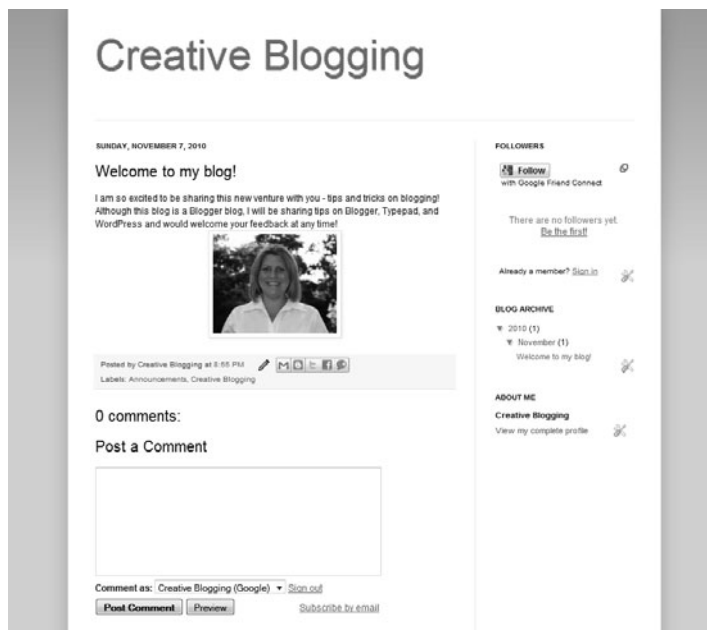 Creative Blogging
SUNDAY, NOVEMBER 7, 2010
Welcome to my blog!
I am so excited to be sharing this new venture with you - tips and tricks on blogging!
Although this blog is a Blogger blog, I will be sharing tips on Blogger, Typepad, and
WordPress and would welcome your feedback at any time!
Posted by Creative Blogging at 8:55 PM
Labels: Announcements, Creative Blogging
0 comments:
Post a Comment
Comment as: Creative Blogging (Google) Sign out
Post Comment Preview Subscribe by email
FOLLOWERS
Follow
with Google Friend Connect
There are no followers yet.
Be the first!
Already a member? Sign in
BLOG ARCHIVE
▼ 2010 (1)
▼ November (1)
Welcome to my blog!
ABOUT ME
Creative Blogging
View my complete profile